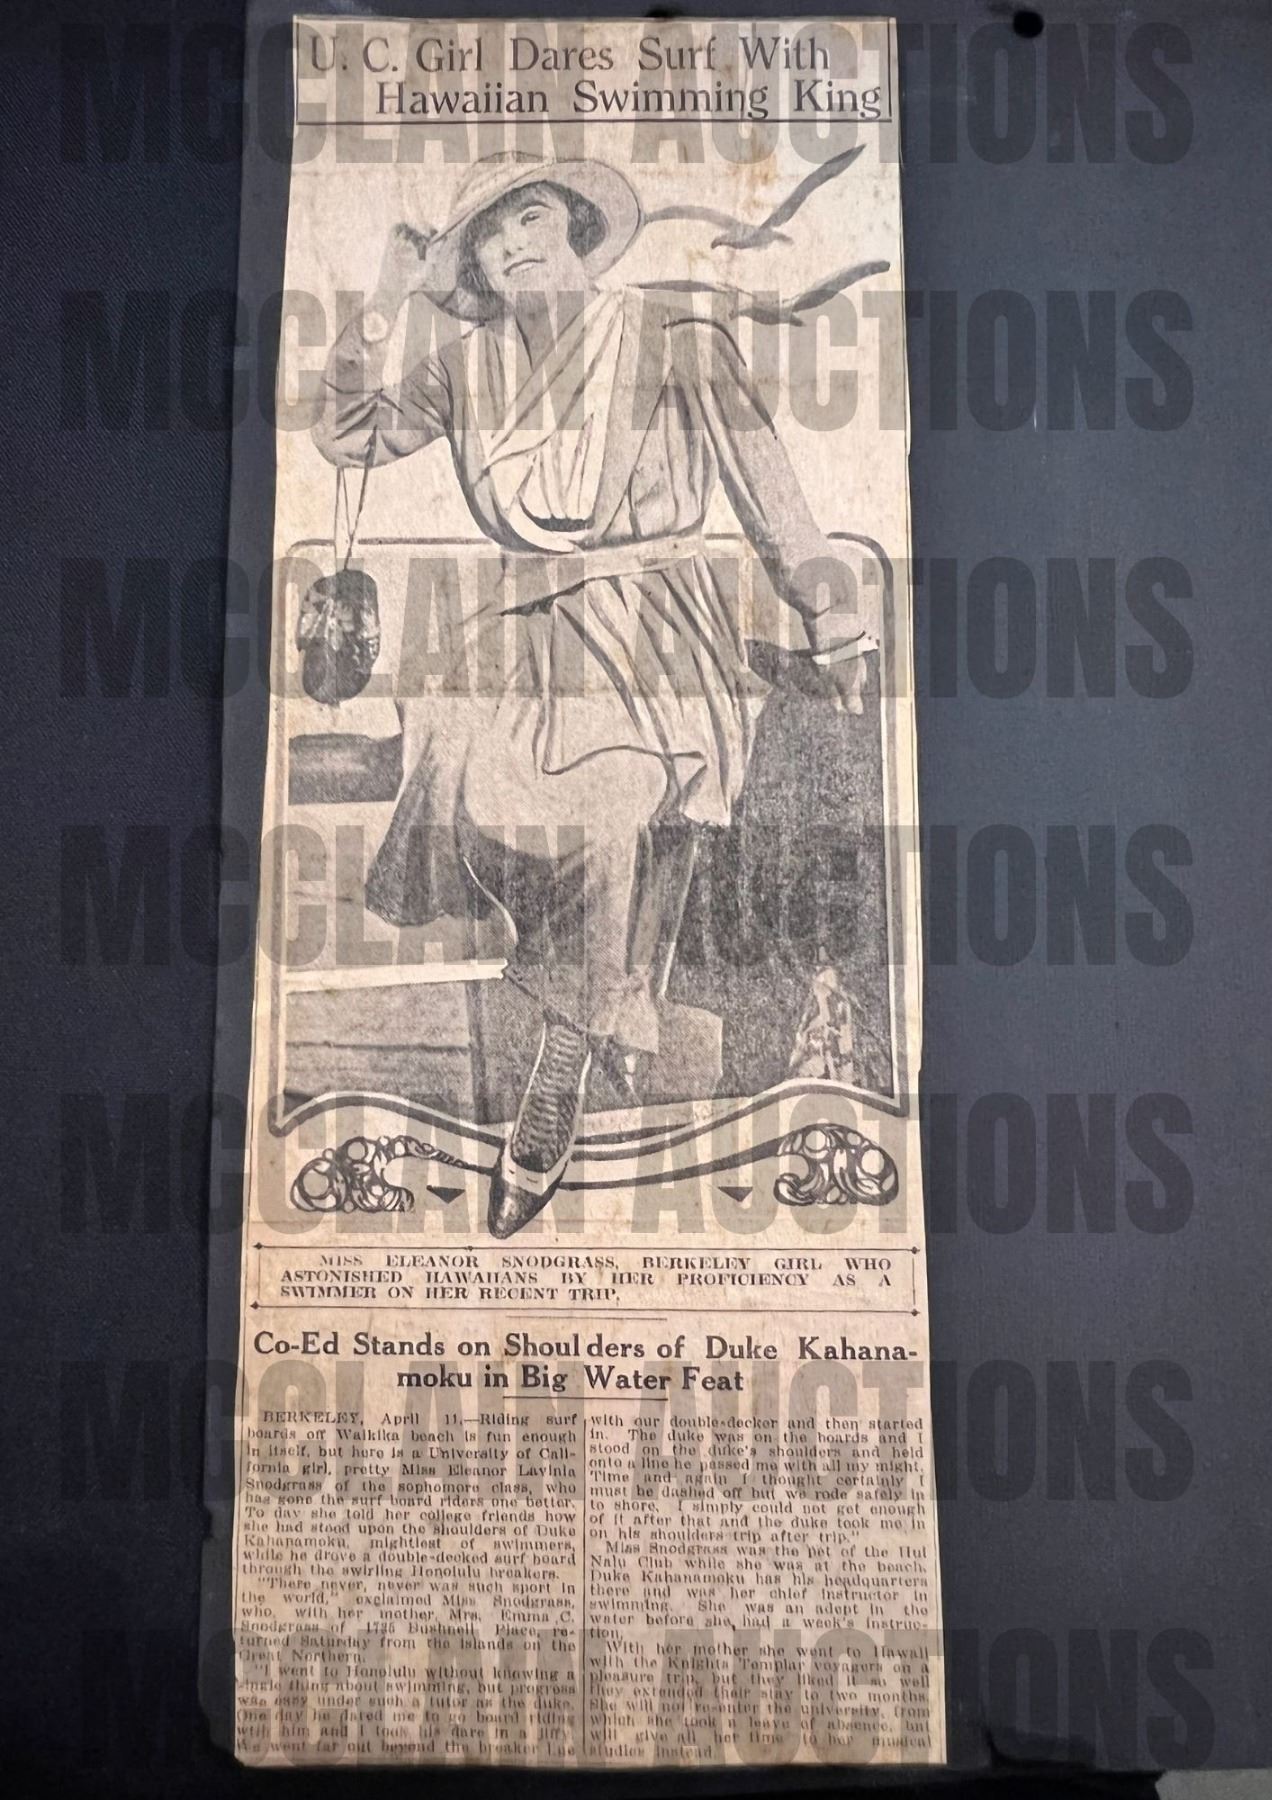 U. C. Girl Dares Surf With
Hawaiian Swimming King
MISS ELEANOR SNODGRASS, BERKELEY GIRL WHO
ASTONISHED HAWAIIANS BY HER PROFICIENCY AS A
SWIMMER ON HER RECENT TRIP.
Co-Ed Stands on Shoulders of Duke Kahana-
moku in Big Water Feat
BERKELEY, April 11.—Riding surf
boards off Waikika beach is fun enough
in itself, but here is a University of Cali-
fornia girl, pretty Miss Eleanor Lavinia
Snodgrass of the sophomore class, who
has gone the surf board riders one better.
To day she told her college friends how
she had stood upon the shoulders of Duke
Kahanamoku, mightiest of swimmers,
while he drove a double-decked surf board
through the swirling Honolulu breakers.
"There never, never was such sport in
the world," exclaimed Miss Snodgrass,
who, with her mother, Mrs. Emma C.
Snodgrass of 1735 Bushnell Place, re-
turned Saturday from the islands on the
Great Northern.
"I went to Honolulu without knowing a
single thing about swimming, but progress
was easy under such a tutor as the duke.
One day he dared me to go board riding
with him and I took his dare in a jiffy.
We went far out beyond the breaker line
with our double-decker and then started
in. The duke was on the boards and I
stood on the duke's shoulders and held
onto a line he passed me with all my might.
Time and again I thought certainly I
must be dashed off but we rode safely in
to shore. I simply could not get enough
of it after that and the duke took me in
on his shoulders trip after trip."
Miss Snodgrass was the pet of the Hui
Nalu Club while she was at the beach.
Duke Kahanamoku has his headquarters
there and was her chief instructor in
swimming. She was an adept in the
water before she had a week's instruc-
tion.
With her mother she went to Hawaii
with the Knights Templar voyagers on a
pleasure trip, but they liked it so well
they extended their stay to two months.
She will not re-enter the university, from
which she took a leave of absence, but
will give all her time to her musical
studies instead.
MCCLAIN AUCTIONS
MCCLAIN AUCTIONS
MCCLAIN AUCTIONS
MCCLAIN AUCTIONS
MCCLAIN AUCTIONS
MCCLAIN AUCTIONS
MCCLAIN AUCTIONS